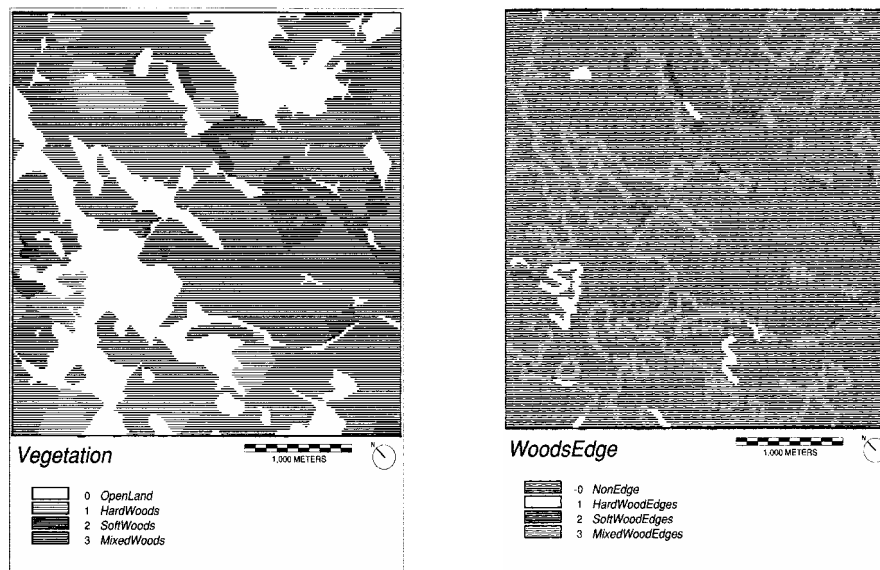 Vegetation
N
1,000 METERS
0 OpenLand
1 HardWoods
2 SoftWoods
3 MixedWoods
WoodsEdge
N
1,000 METERS
-0 NonEdge
1 HardWoodEdges
2 SoftWoodEdges
3 MixedWoodEdges